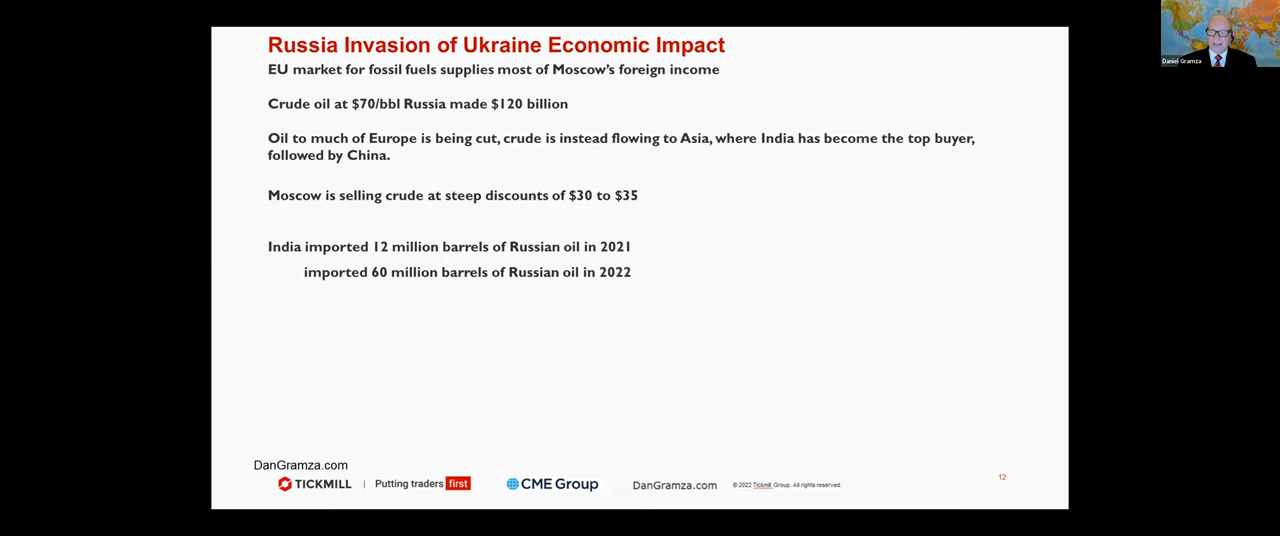 Russia Invasion of Ukraine Economic Impact
EU market for fossil fuels supplies most of Moscow's foreign income
Crude oil at $70/bbl Russia made $120 billion
Oil to much of Europe is being cut, crude is instead flowing to Asia, where India has become the top buyer,
followed by China.
Moscow is selling crude at steep discounts of $30 to $35
India imported 12 million barrels of Russian oil in 2021
imported 60 million barrels of Russian oil in 2022
DanGramza.com
TICKMILL | Putting traders first CME Group DanGramza.com © 2022 Tickmill Group. All rights reserved.
12
Daniel Gramza